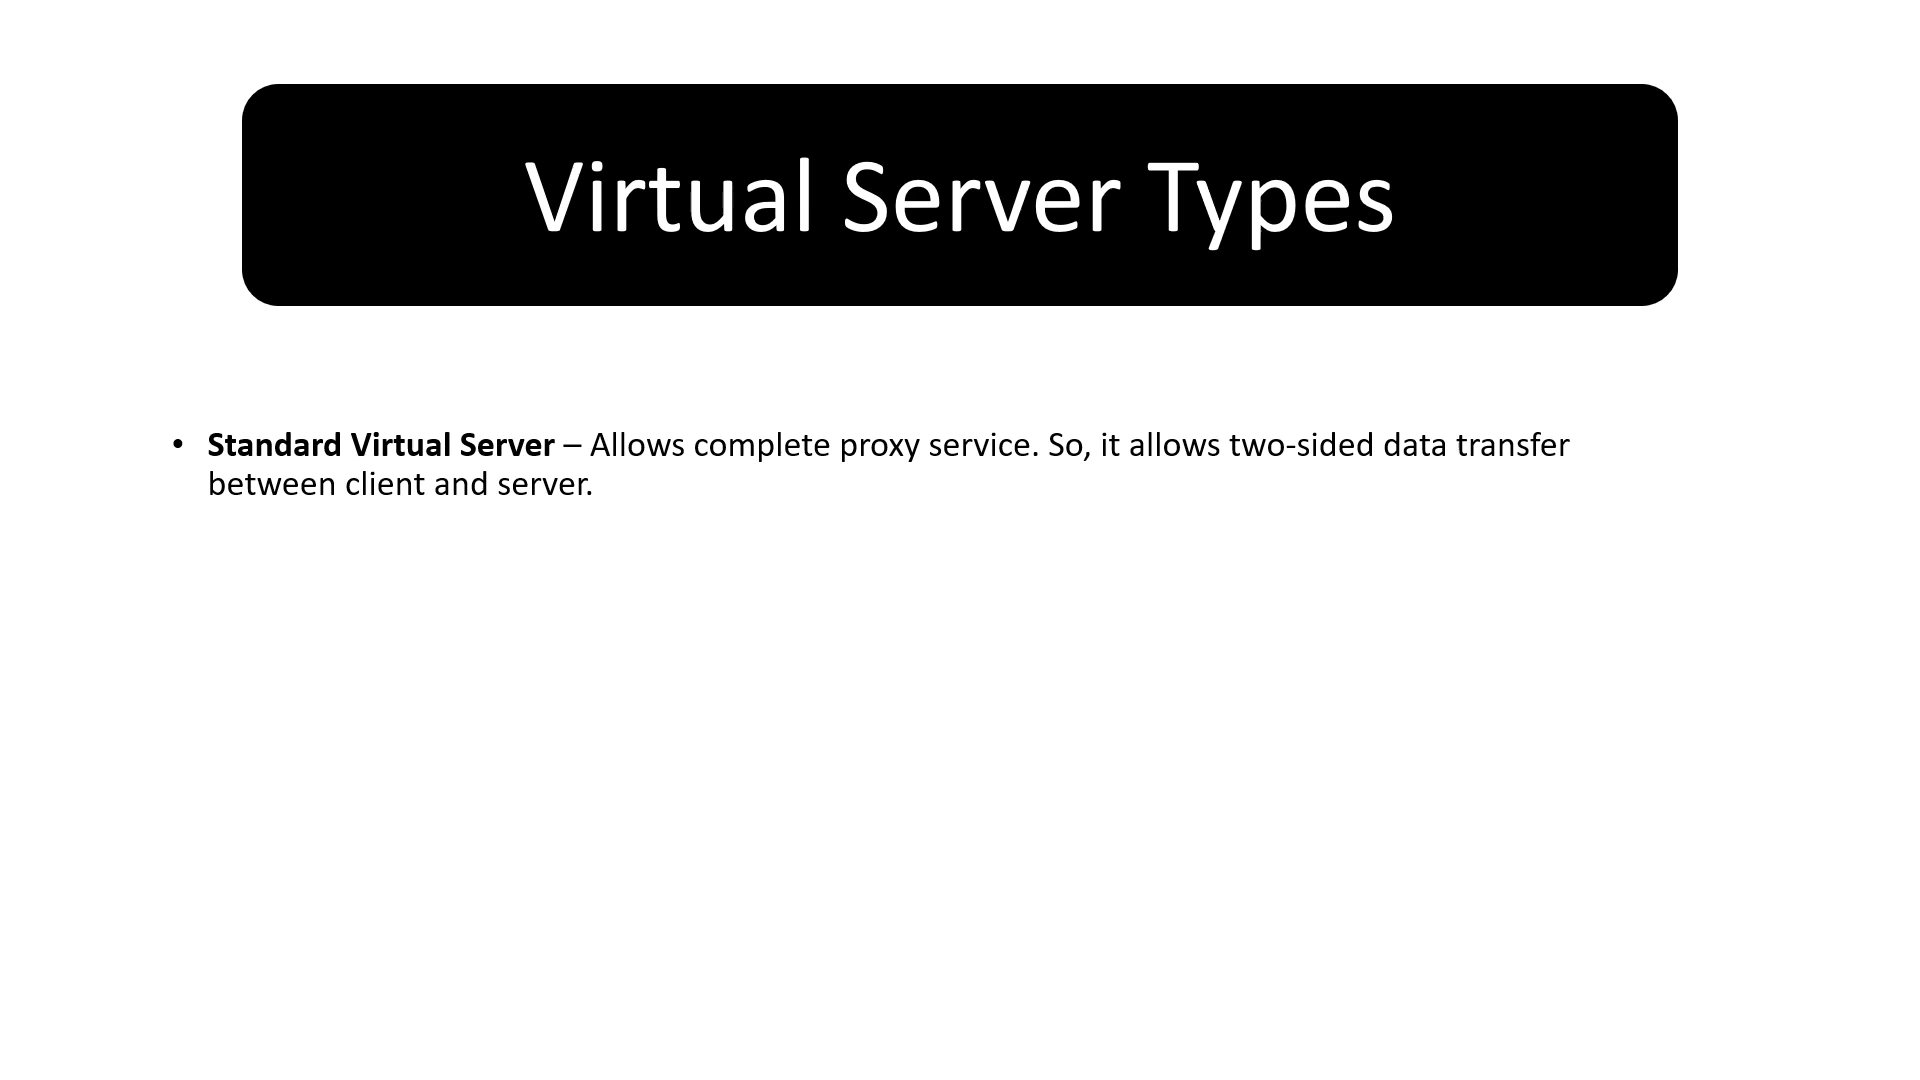 Virtual Server Types
• Standard Virtual Server – Allows complete proxy service. So, it allows two-sided data transfer
between client and server.